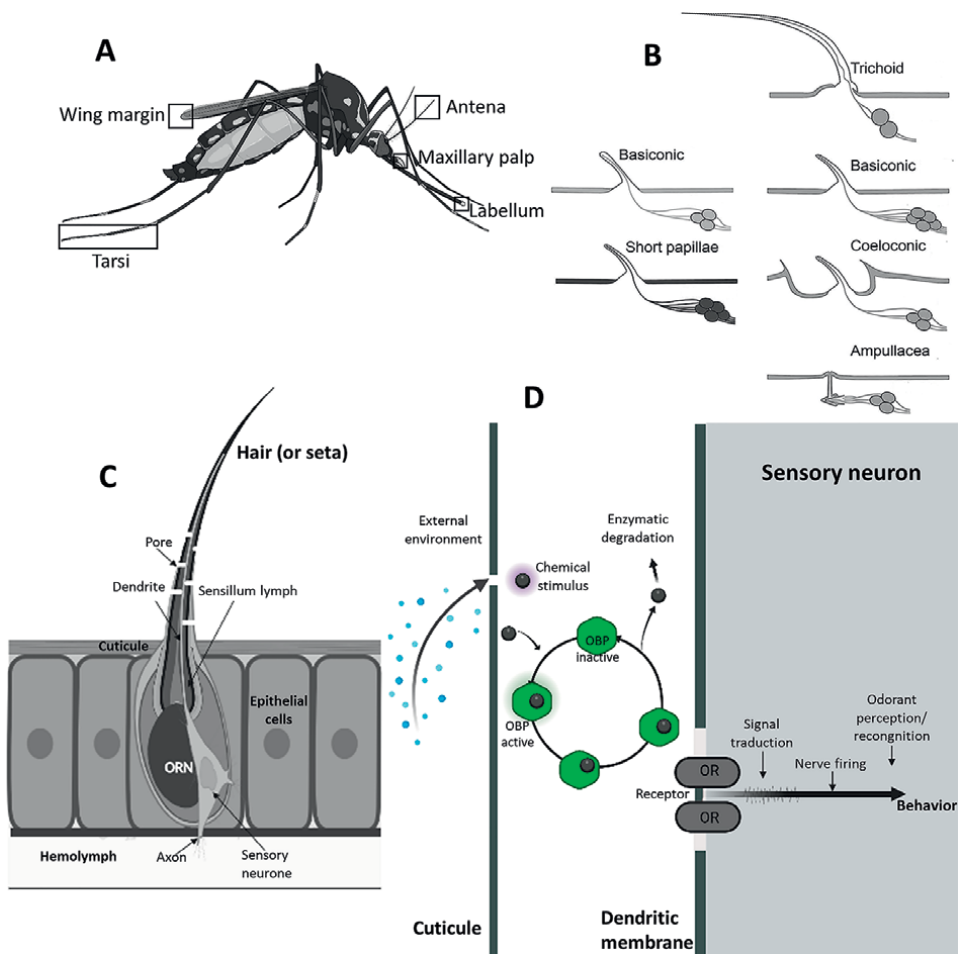 A
Wing margin
Antena
Maxillary palp
Labellum
Tarsi
B
Trichoid
Basiconic
Basiconic
Short papillae
Coeloconic
Ampullacea
C
Hair (or seta)
Pore
Dendrite
Sensillum lymph
Cuticule
Epithelial
cells
ORN
Hemolymph
Axon
Sensory
neurone
D
Sensory neuron
External
environment
Enzymatic
degradation
Chemical
stimulus
OBP
inactive
OBP
active
Receptor
OR
OR
Signal
traduction
Nerve firing
Odorant
perception/
recongnition
Behavior
Cuticule
Dendritic
membrane